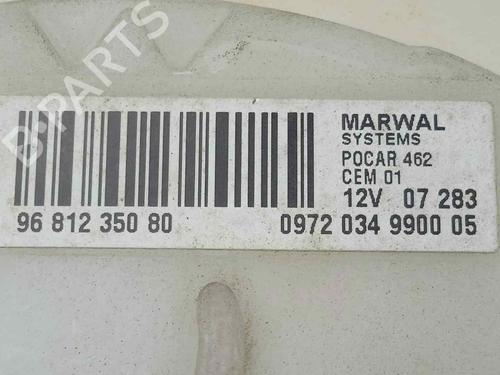 B-PARTS
MARWAL
SYSTEMS
POCAR 462
CEM 01
12V 07 283
96 812 350 80
0972 034 9900 05